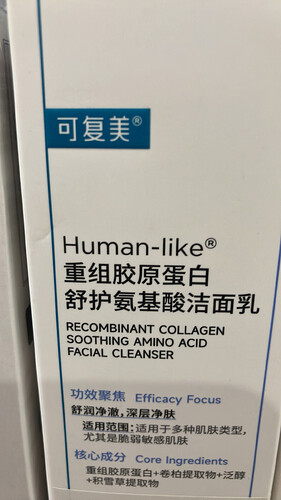 可复美®
Human-like®
重组胶原蛋白
舒护氨基酸洁面乳
RECOMBINANT COLLAGEN
SOOTHING AMINO ACID
FACIAL CLEANSER
功效聚焦 Efficacy Focus
舒润净澈,深层净肤
适用范围:适用于多种肌肤类型,
尤其是脆弱敏感肌肤
核心成分 Core Ingredients
重组胶原蛋白+卷柏提取物+泛醇
+积雪草提取物